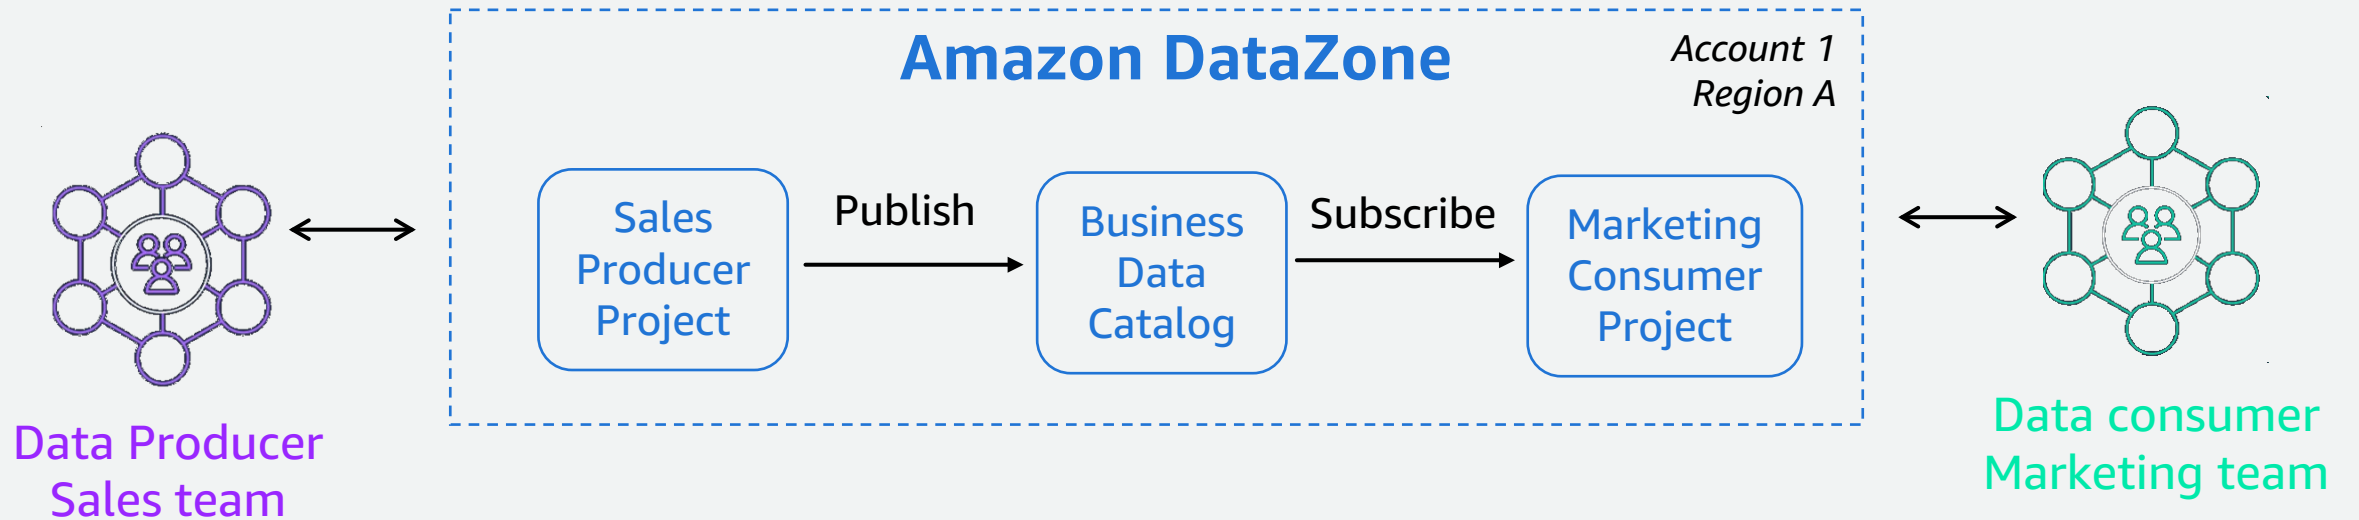 Amazon DataZone
Account 1
Region A
Sales
Producer
Project
Publish
Business
Data
Catalog
Subscribe
Marketing
Consumer
Project
Data Producer
Sales team
Data consumer
Marketing team